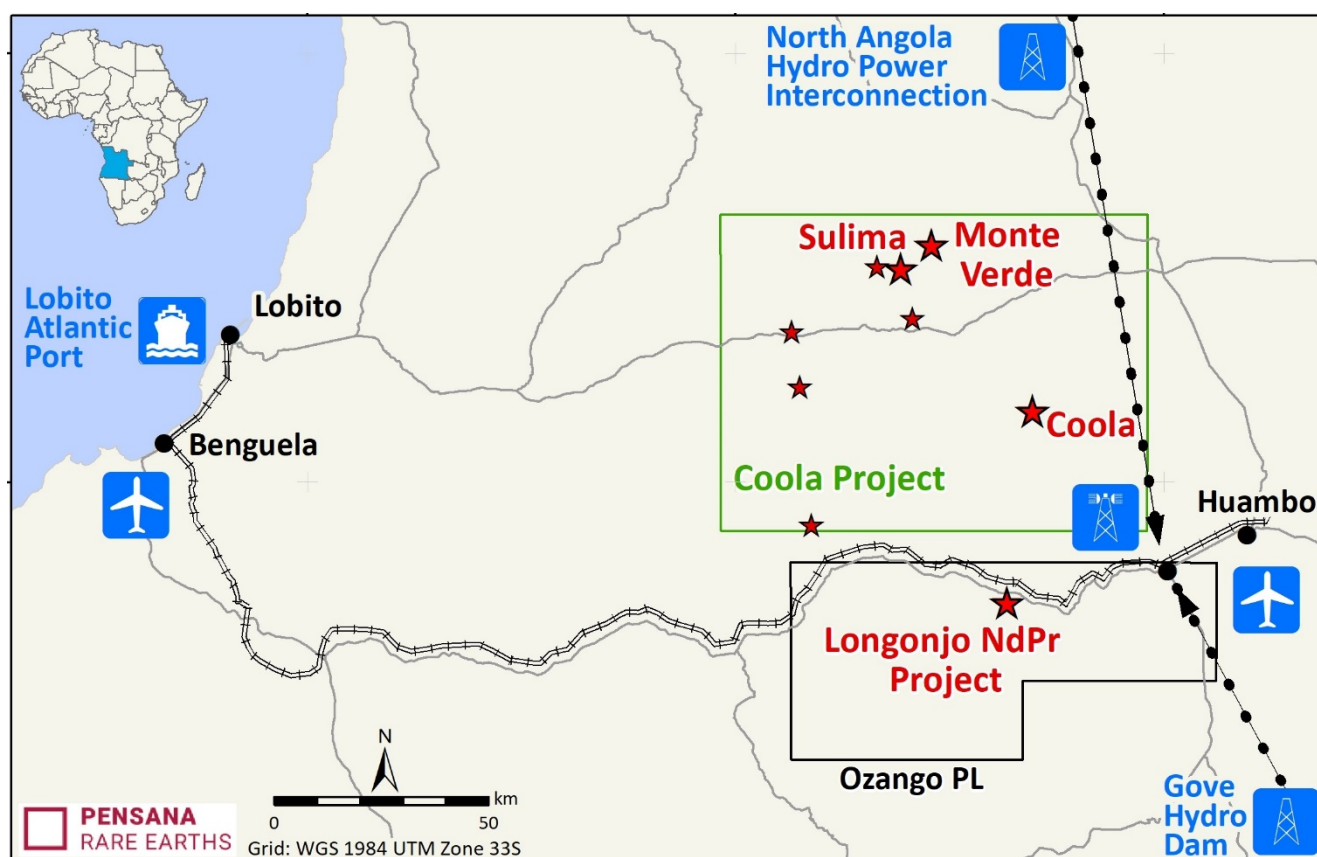 North Angola
Hydro Power
Interconnection
Sulima
Monte
Verde
Lobito
Atlantic
Port
Lobito
Benguela
Coola
Coola Project
Huambo
Longonjo NdPr
Project
Ozango PL
Gove
Hydro
Dam
N
km
0 50
Grid: WGS 1984 UTM Zone 33S
PENSANA
RARE EARTHS